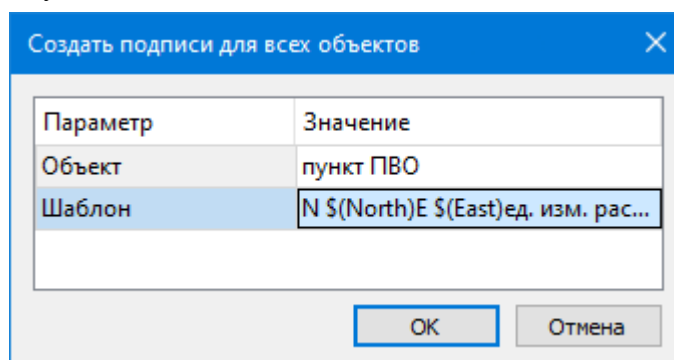 Создать подписи для всех объектов
Параметр Значение
Объект пункт ПВО
Шаблон N $(North)E $(East)ед. изм. рас...
OK Отмена